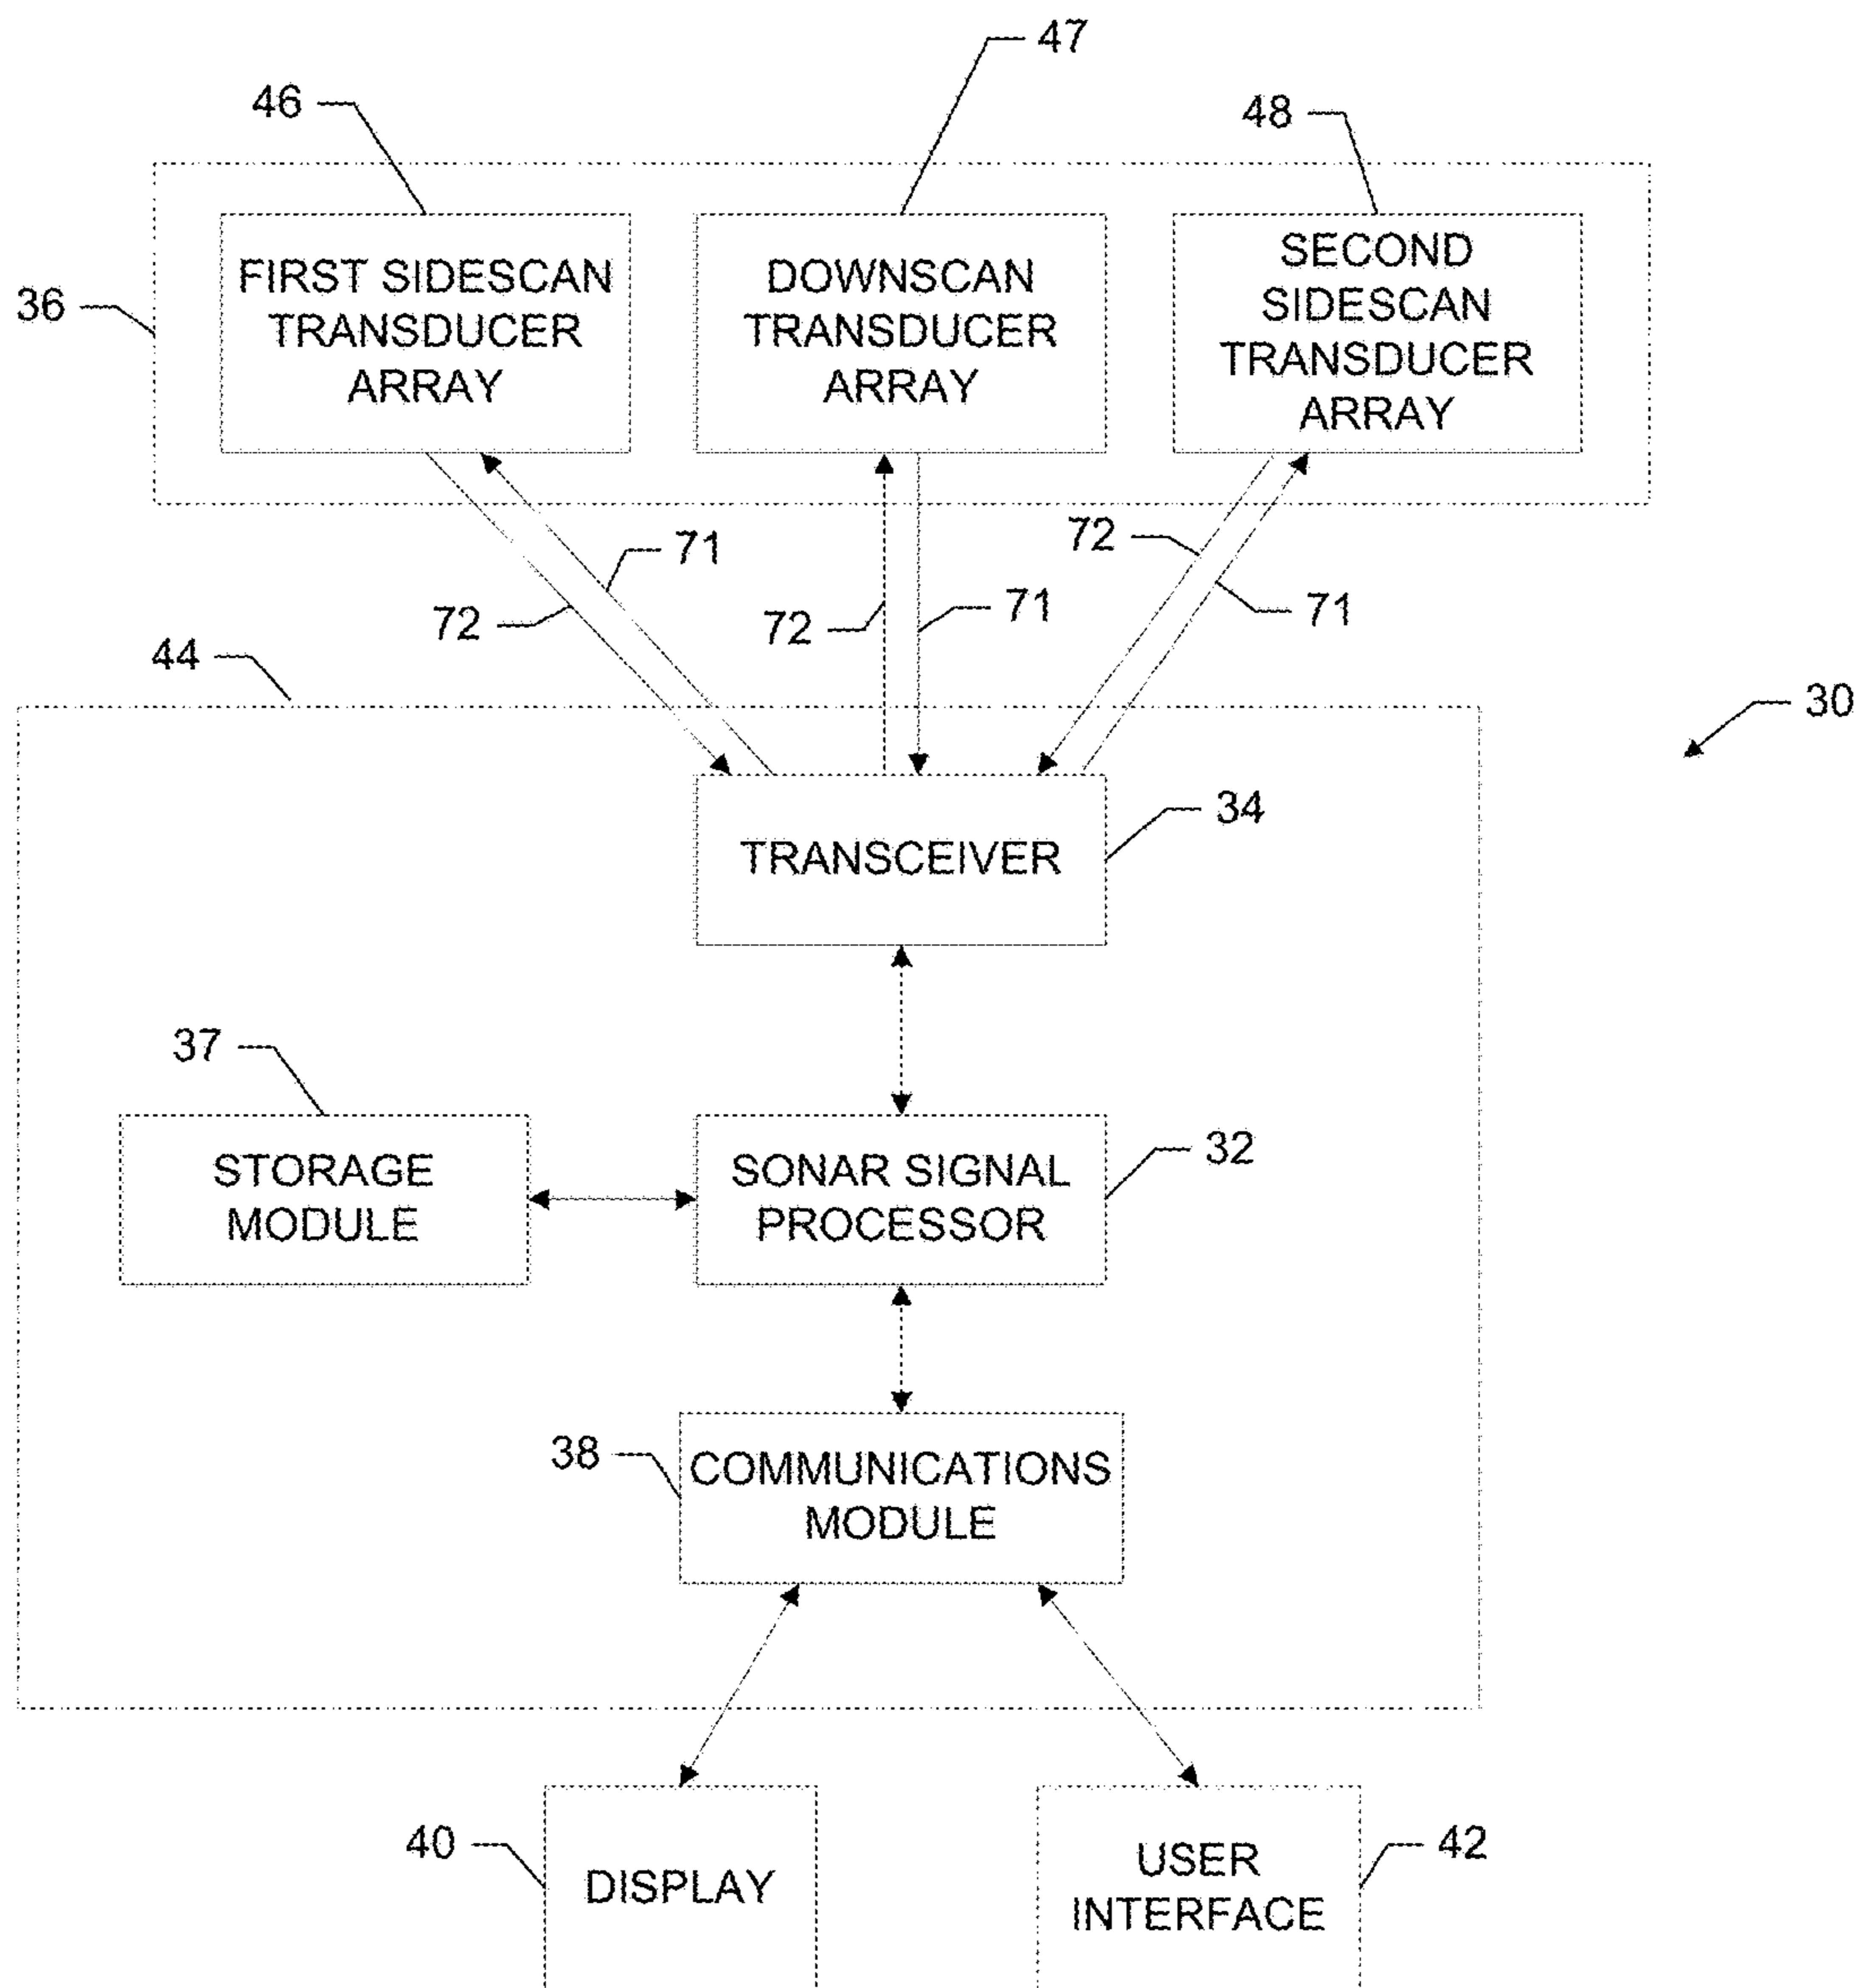 47
46
48
36
FIRST SIDESCAN
TRANSDUCER
ARRAY
DOWNSCAN
TRANSDUCER
ARRAY
SECOND
SIDESCAN
TRANSDUCER
ARRAY
71
72
72
71
72
71
44
30
34
TRANSCEIVER
37
STORAGE
MODULE
32
SONAR SIGNAL
PROCESSOR
38
COMMUNICATIONS
MODULE
40
DISPLAY
42
USER
INTERFACE